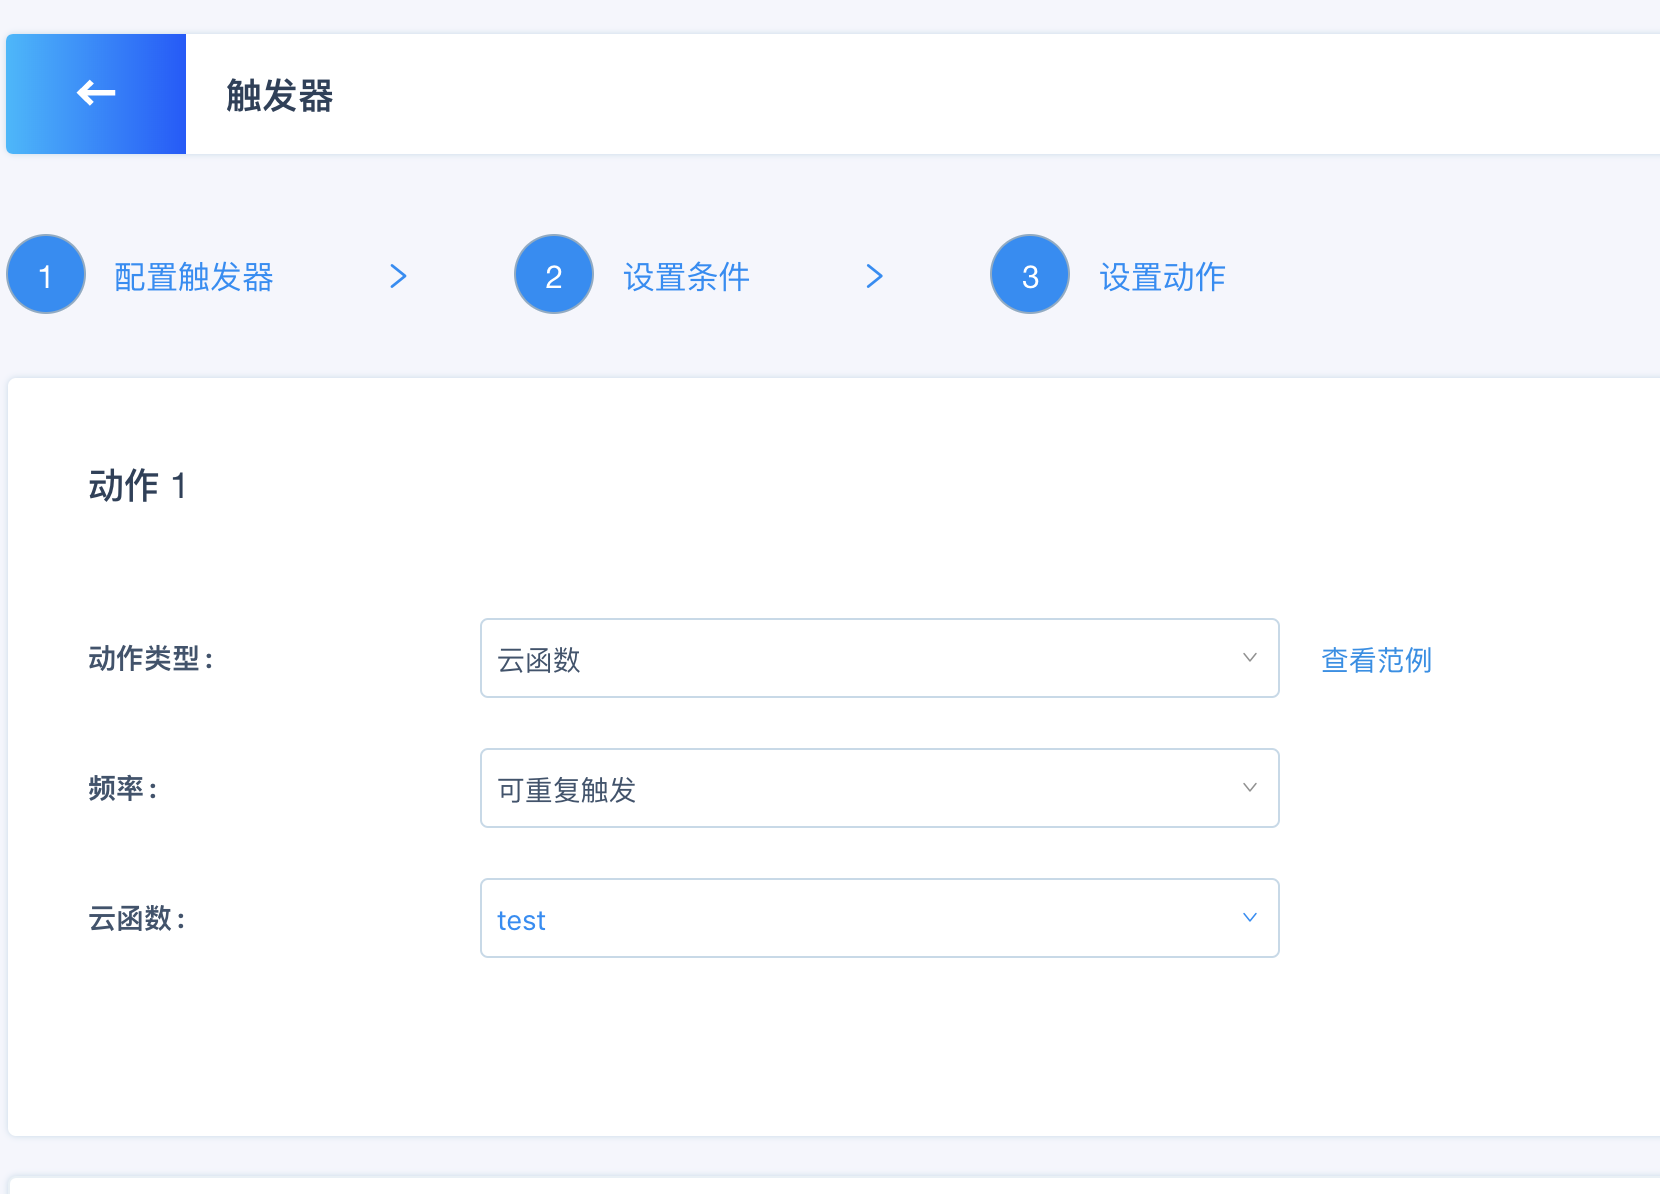 触发器
1 配置触发器 > 2 设置条件 > 3 设置动作
动作 1
动作类型: 云函数 查看范例
频率: 可重复触发
云函数: test